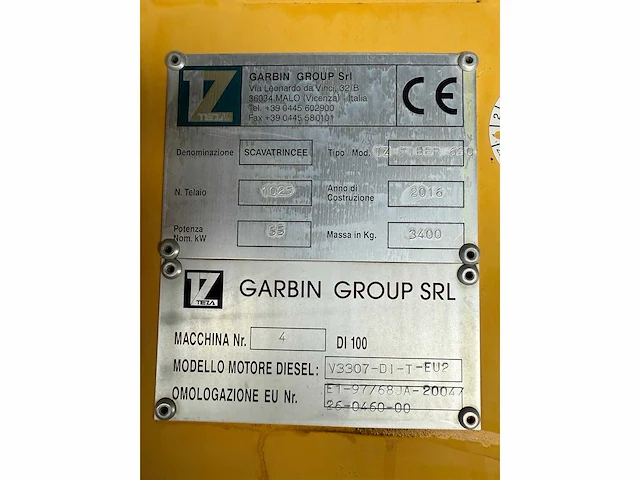 TZ
TEZA
GARBIN GROUP Srl
Via Leonardo da Vinci, 32IB
36034 MALO (Vicenza) Italia
Tel. +39 0445 602900
Fax +39 0445 580101
CE
Denominazione SCAVATRINCEE Tipo Mod.
N. Telaio 1025 Anno di Costruzione 2016
Potenza Nom. kW 55 Massa in Kg. 3400
TZ
TEZA
GARBIN GROUP SRL
MACCHINA Nr. 4 DI 100
MODELLO MOTORE DIESEL: V3307-DI-T-EU2
OMOLOGAZIONE EU Nr. E1-97/68JA-2004/
26-0460-00